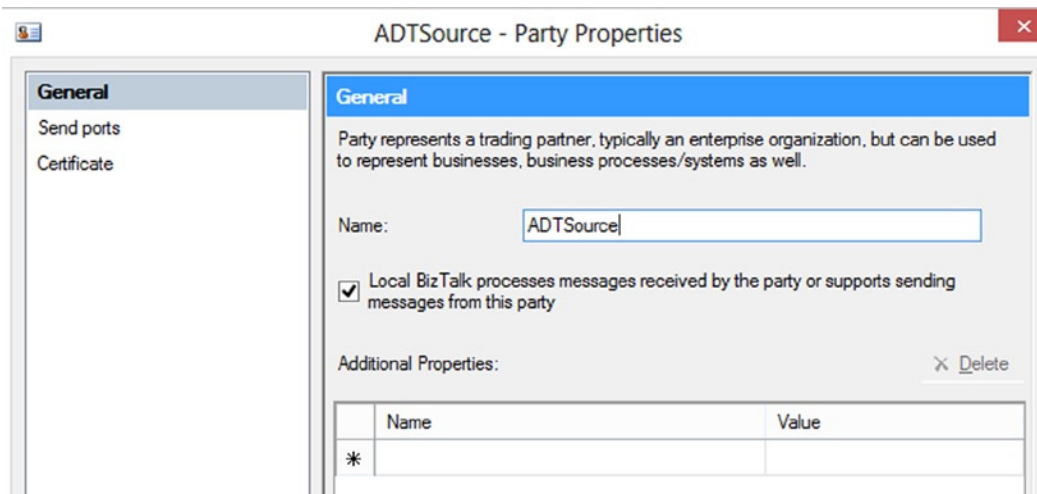 ADTSource - Party Properties
General
Send ports
Certificate
General
Party represents a trading partner, typically an enterprise organization, but can be used
to represent businesses, business processes/systems as well.
Name:
ADTSource
Local BizTalk processes messages received by the party or supports sending
messages from this party
Additional Properties:
Delete
Name
Value